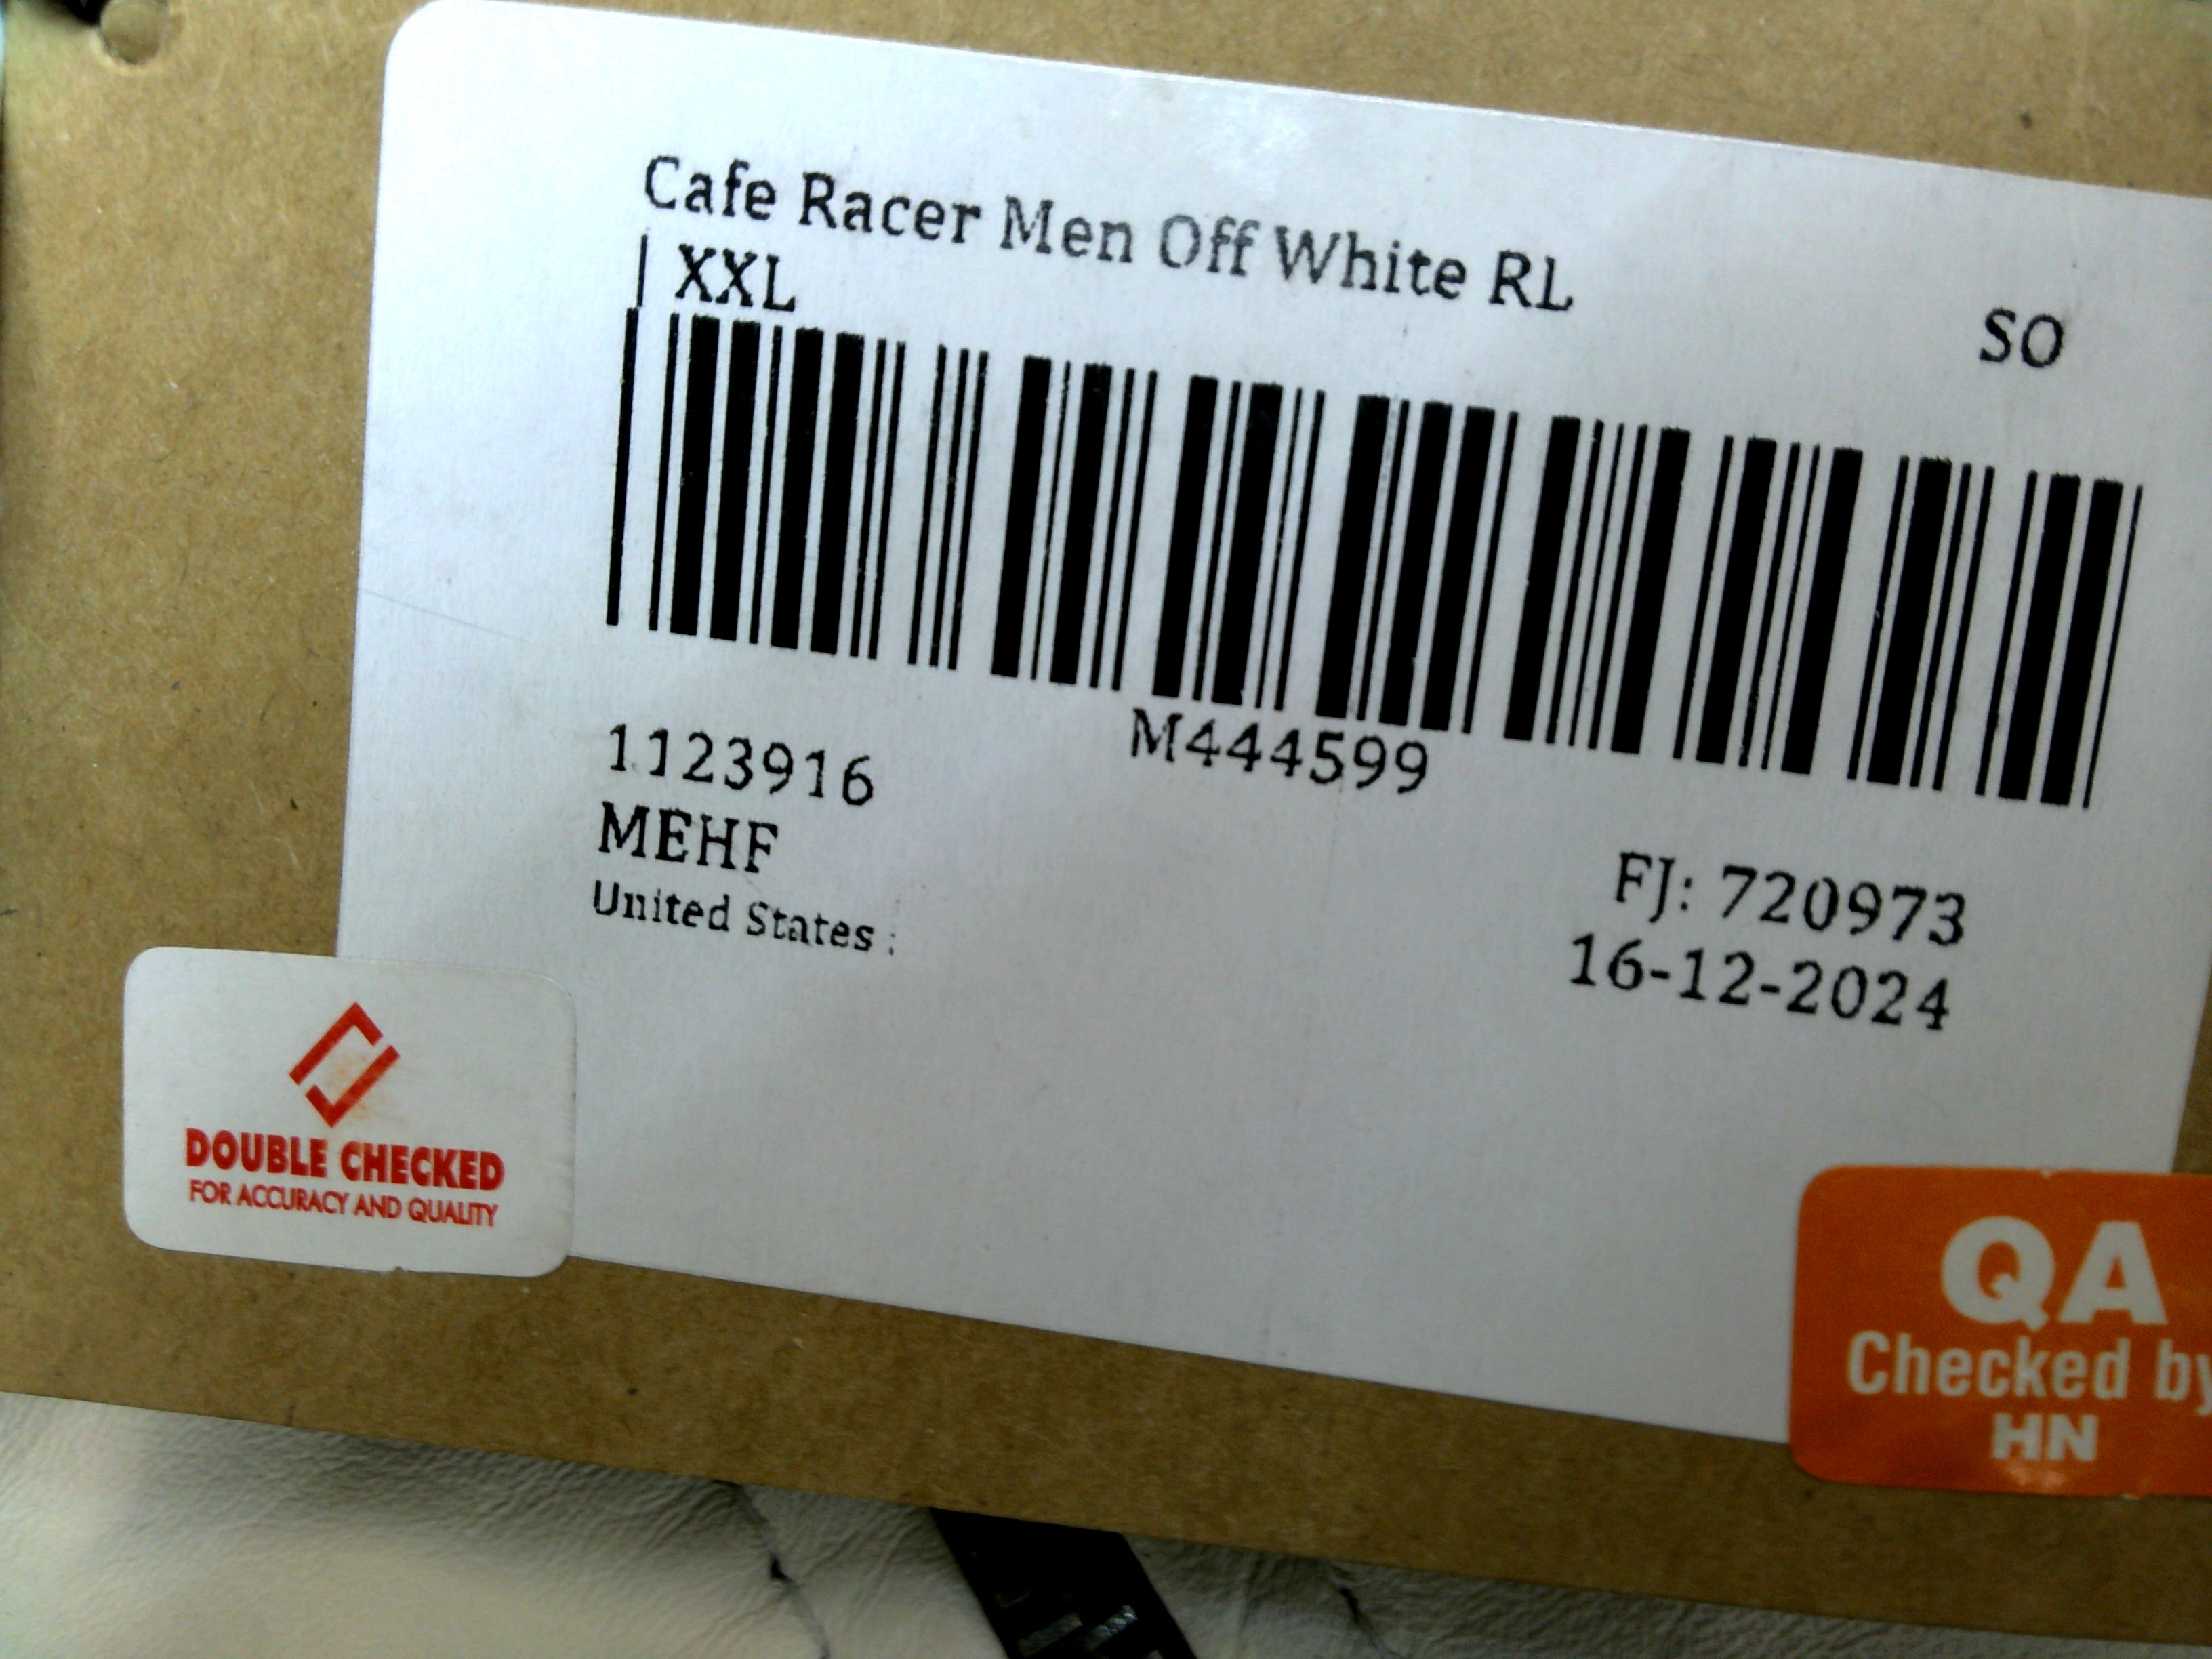 Cafe Racer Men Off White RL
| XXL
SO
M444599
1123916
MEHF
United States :
FJ: 720973
16-12-2024
DOUBLE CHECKED
FOR ACCURACY AND QUALITY
QA
Checked by
HN